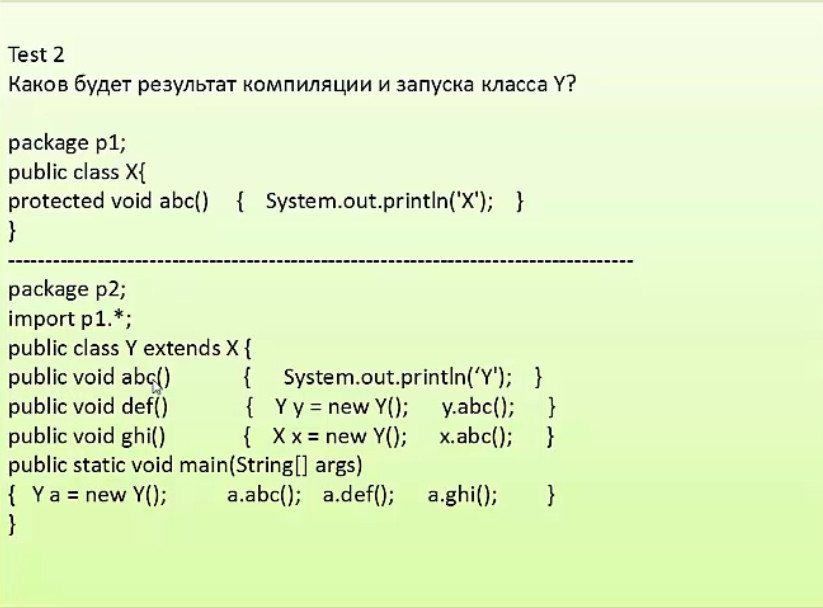 Test 2
Каков будет результат компиляции и запуска класса Y?
package p1;
public class X{
protected void abc() { System.out.println('X'); }
}
--------------------------------------------------------------------------------------
package p2;
import p1.*;
public class Y extends X {
public void abc() { System.out.println(‘Y'); }
public void def() { Y y = new Y(); y.abc(); }
public void ghi() { X x = new Y(); x.abc(); }
public static void main(String[] args)
{ Y a = new Y(); a.abc(); a.def(); a.ghi(); }
}